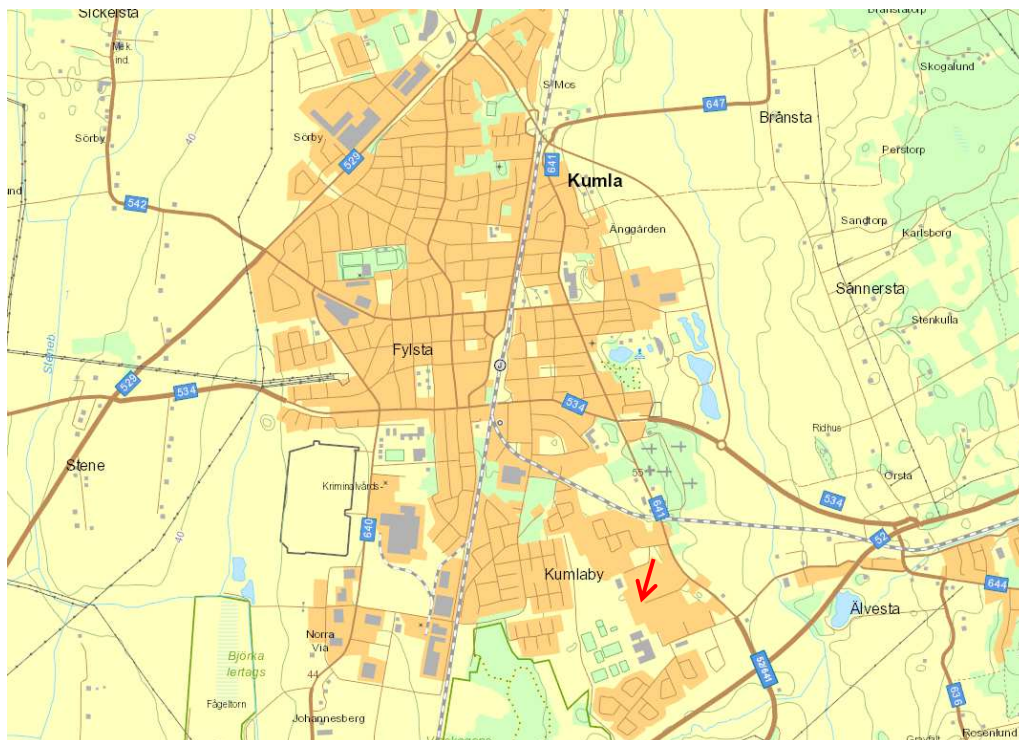 Sickelsta
Mek.
ind.
Sörby
40
542
529
Sörby
529
S Mos
641
647
Kumla
Brånsta
Skogalund
Perstorp
Sandtorp
Karlsborg
Änggården
Sånnersta
Stenkulla
Fylsta
534
534
Stene
Kriminalvårds-
640
40
55
641
Ridhus
Örsta
534
52
644
Kumlaby
Älvesta
Norra
Via
44
Björka
lertags
Fågeltorn
Johannesberg
52/641
636
Rosenlund